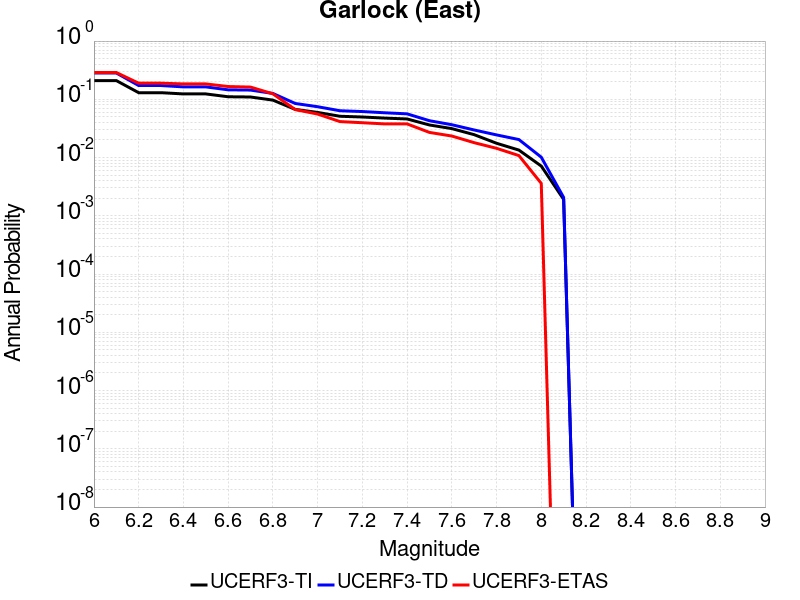 Garlock (East)
10^0
10^-1
10^-2
10^-3
10^-4
10^-5
10^-6
10^-7
10^-8
Annual Probability
6 6.2 6.4 6.6 6.8 7 7.2 7.4 7.6 7.8 8 8.2 8.4 8.6 8.8 9
Magnitude
UCERF3-TI UCERF3-TD UCERF3-ETAS